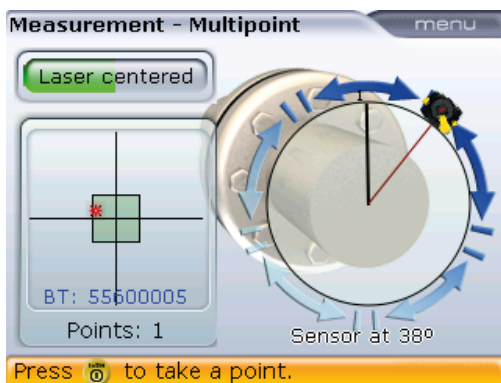 Measurement - Multipoint
menu
Laser centered
1
BT: 55600005
Points: 1
Sensor at 38º
Press to take a point.